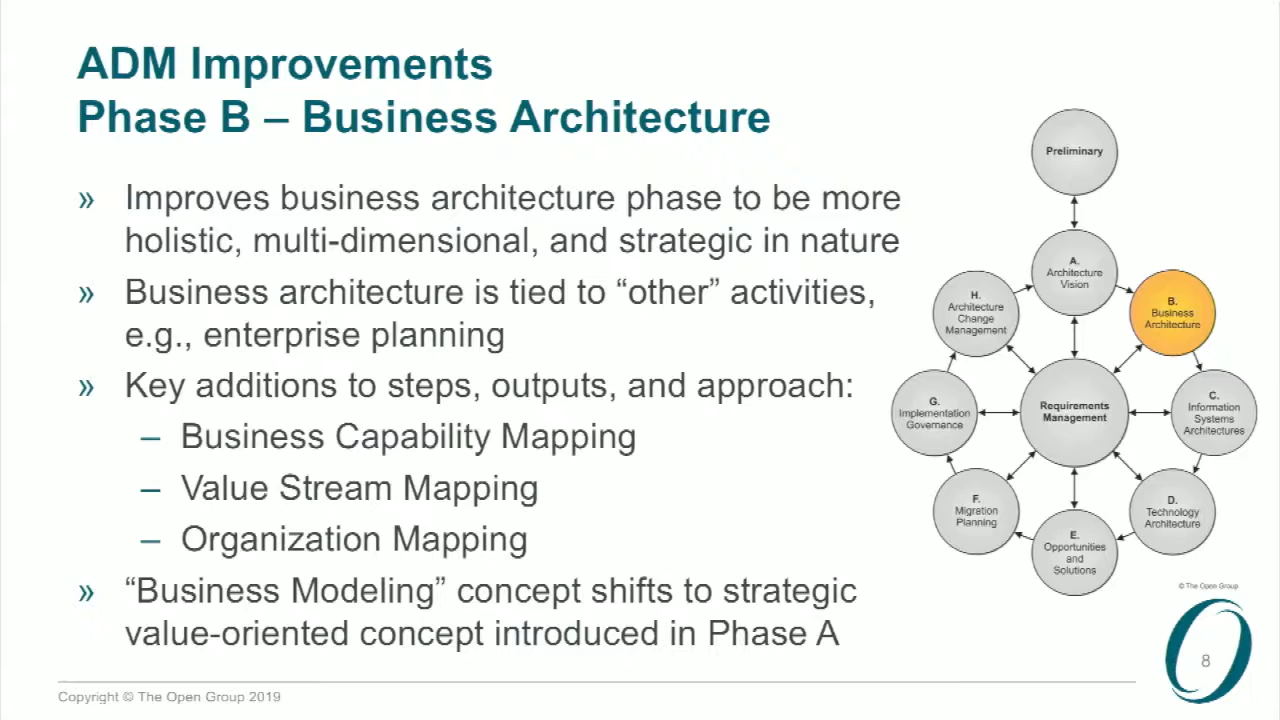 ADM Improvements
Phase B – Business Architecture
» Improves business architecture phase to be more
holistic, multi-dimensional, and strategic in nature
» Business architecture is tied to “other” activities,
e.g., enterprise planning
» Key additions to steps, outputs, and approach:
– Business Capability Mapping
– Value Stream Mapping
– Organization Mapping
» “Business Modeling” concept shifts to strategic
value-oriented concept introduced in Phase A
Preliminary
A.
Architecture
Vision
B.
Business
Architecture
C.
Information
Systems
Architectures
D.
Technology
Architecture
E.
Opportunities
and
Solutions
F.
Migration
Planning
G.
Implementation
Governance
H.
Architecture
Change
Management
Requirements
Management
© The Open Group
8
Copyright © The Open Group 2019